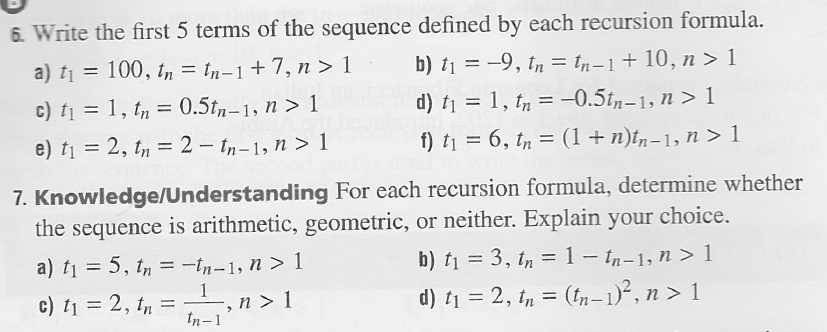 6. Write the first 5 terms of the sequence defined by each recursion formula.
a) t₁ = 100, tₙ = tₙ₋₁ + 7, n > 1 b) t₁ = –9, tₙ = tₙ₋₁ + 10, n > 1
c) t₁ = 1, tₙ = 0.5tₙ₋₁, n > 1 d) t₁ = 1, tₙ = –0.5tₙ₋₁, n > 1
e) t₁ = 2, tₙ = 2 – tₙ₋₁, n > 1 f) t₁ = 6, tₙ = (1 + n)tₙ₋₁, n > 1
7. Knowledge/Understanding For each recursion formula, determine whether
the sequence is arithmetic, geometric, or neither. Explain your choice.
a) t₁ = 5, tₙ = –tₙ₋₁, n > 1 b) t₁ = 3, tₙ = 1 – tₙ₋₁, n > 1
c) t₁ = 2, tₙ = 1/tₙ₋₁, n > 1 d) t₁ = 2, tₙ = (tₙ₋₁)², n > 1